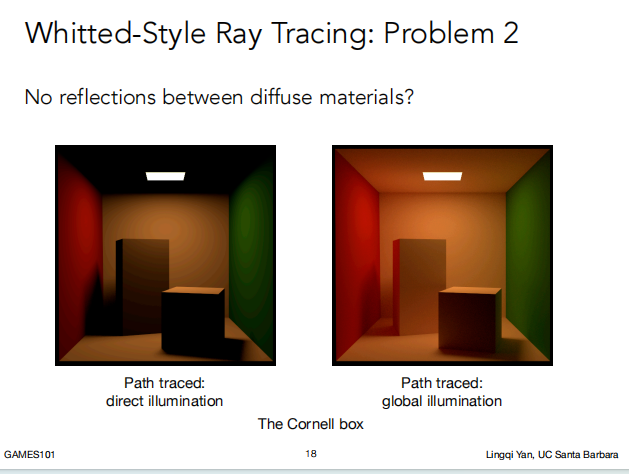 Whitted-Style Ray Tracing: Problem 2
No reflections between diffuse materials?
Path traced:
direct illumination
Path traced:
global illumination
The Cornell box
GAMES101
18
Lingqi Yan, UC Santa Barbara